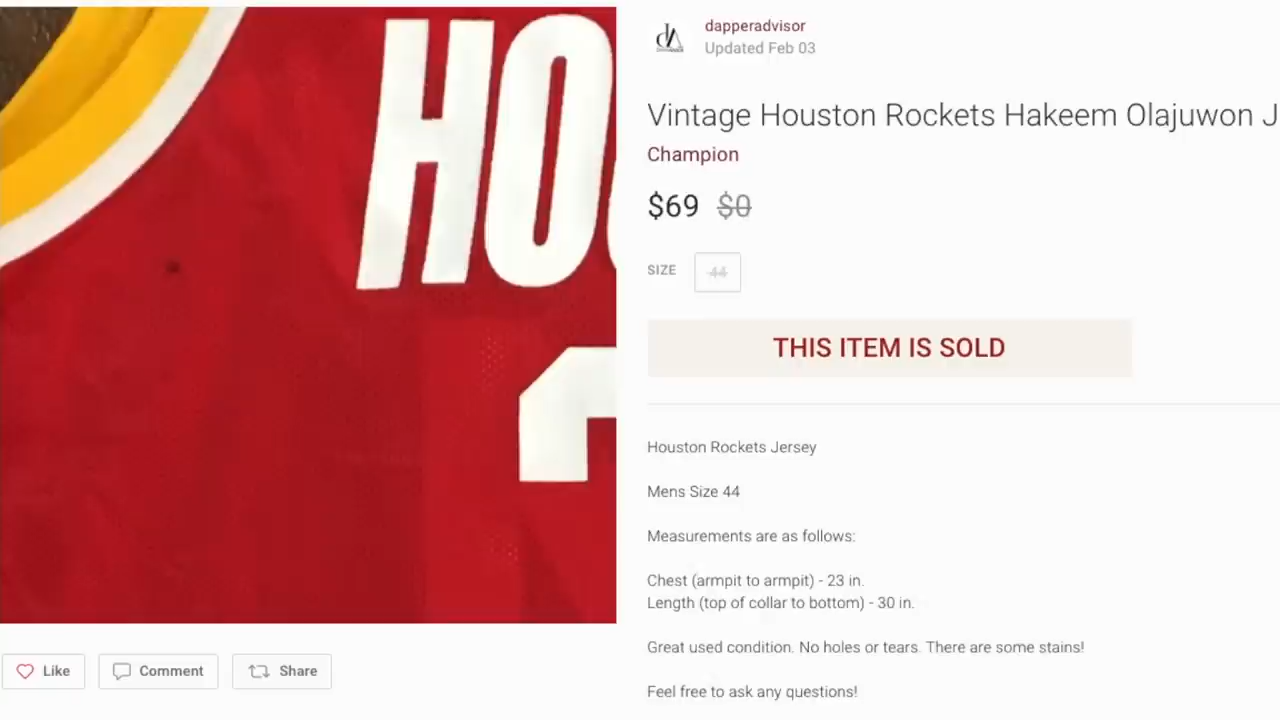 HO
dapperadvisor
Updated Feb 03
Vintage Houston Rockets Hakeem Olajuwon J
Champion
$69 $0
SIZE 44
THIS ITEM IS SOLD
Houston Rockets Jersey
Mens Size 44
Measurements are as follows:
Chest (armpit to armpit) - 23 in.
Length (top of collar to bottom) - 30 in.
Great used condition. No holes or tears. There are some stains!
Feel free to ask any questions!
Like
Comment
Share